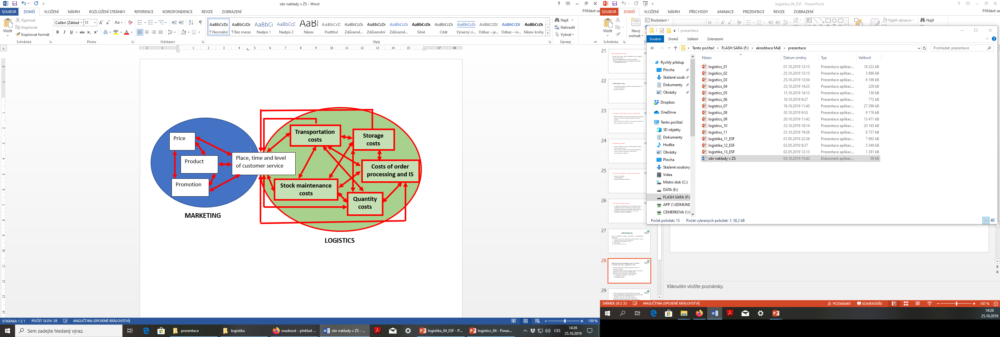 obr naklady v ZS - Word
Přihlásit se
SOUBOR DOMŮ VLOŽENÍ NÁVRH ROZLOŽENÍ STRÁNKY REFERENCE KORESPONDENCE REVIZE ZOBRAZENÍ
Vložit
Vyjmout
Kopírovat
Kopírovat formát
Schránka
Calibri (Základ 11
Písmo
Odstavec
AaBbCcDc AaBbCcDc AaBbCc AaBbCcD AaBl AaBbCcD AaBbCcDc AaBbCcDc AaBbCcDc AaBbCcDc AaBbCcDc AaBbCcDc AABBCCDE AABBCCDE AaBbCcDc
¶ Normální ¶ Bez mezer Nadpis 1 Nadpis 2 Název Podtitul Zdůrazně... Zdůraznění Zdůrazně... Silné Citát Výrazný ci... Odkaz – je... Odkaz – in... Název knihy
Styly
Najít
Nahradit
Vybrat
Úpravy
Price
Product
Promotion
Place, time and level
of customer service
MARKETING
Transportation
costs
Storage
costs
Costs of order
processing and IS
Stock maintenance
costs
Quantity
costs
LOGISTICS
STRÁNKA 1 Z 1 POČET SLOV: 28 ANGLIČTINA (SPOJENÉ KRÁLOVSTVÍ) 130 %
Sem zadejte hledaný výraz.
prezentace
logistika
snadnost - překlad ...
obr naklady v ZS - ...
logistika_04_ESF - P...
logistics_04 - Powe...
CES
14:26
25.10.2019
logistika_04_ESF - PowerPoint
Přihlásit se
SOUBOR DOMŮ VLOŽENÍ NÁVRH PŘECHODY ANIMACE PREZENTACE REVIZE ZOBRAZENÍ
Vložit
Schránka
Nový
snímek
Rozložení
18
Výplň obrazce
Najít
21
22
23
24
25
26
27
STRATEGIE ZS
28
29
prezentace
Soubor Domů Sdílení Zobrazení
Tento počítač FLASH SARA (F:) akreditace MaE prezentace
Prohledat: prezentace
Rychlý přístup
Plocha
Stažené soub
Dokumenty
Obrázky
Dropbox
OneDrive
Tento počítač
3D objekty
Dokumenty
Hudba
Obrázky
Plocha
Stažené soubory
Videa
Místní disk (C:)
DATA (E:)
FLASH SARA (F:)
APP (\\EDMUND
CEMERKOVA (\\
Název Datum změny Typ Velikost
logistics_01 01.10.2019 12:13 Prezentace aplikac... 18 222 kB
logistics_02 25.10.2019 13:15 Prezentace aplikac... 5 886 kB
logistics_03 25.10.2019 13:54 Prezentace aplikac... 6 169 kB
logistics_04 25.10.2019 14:23 Prezentace aplikac... 228 kB
logistics_05 15.10.2019 14:13 Prezentace aplikac... 130 kB
logistics_06 18.10.2019 9:27 Prezentace aplikac... 772 kB
logistics_07 19.10.2019 11:45 Prezentace aplikac... 27 296 kB
logistics_08 20.10.2019 9:53 Prezentace aplikac... 9 176 kB
logistics_09 20.10.2019 11:42 Prezentace aplikac... 13 471 kB
logistics_10 23.10.2019 18:14 Prezentace aplikac... 20 145 kB
logistics_11 23.10.2019 19:28 Prezentace aplikac... 8 737 kB
logistika_11_ESF 01.05.2019 22:36 Prezentace aplikac... 7 692 kB
logistika_12_ESF 02.05.2019 9:37 Prezentace aplikac... 5 349 kB
logistika_13_ESF 02.05.2019 12:13 Prezentace aplikac... 1 291 kB
obr naklady v ZS 03.10.2019 15:42 Dokument aplikac... 59 kB
Počet položek: 15 Počet vybraných položek: 1; 58,2 kB
Kliknutím vložíte poznámky.
SNÍMEK 28 Z 33 ANGLIČTINA (SPOJENÉ KRÁLOVSTVÍ) POZNÁMKY KOMENTÁŘE 107 %
14:26
25.10.2019